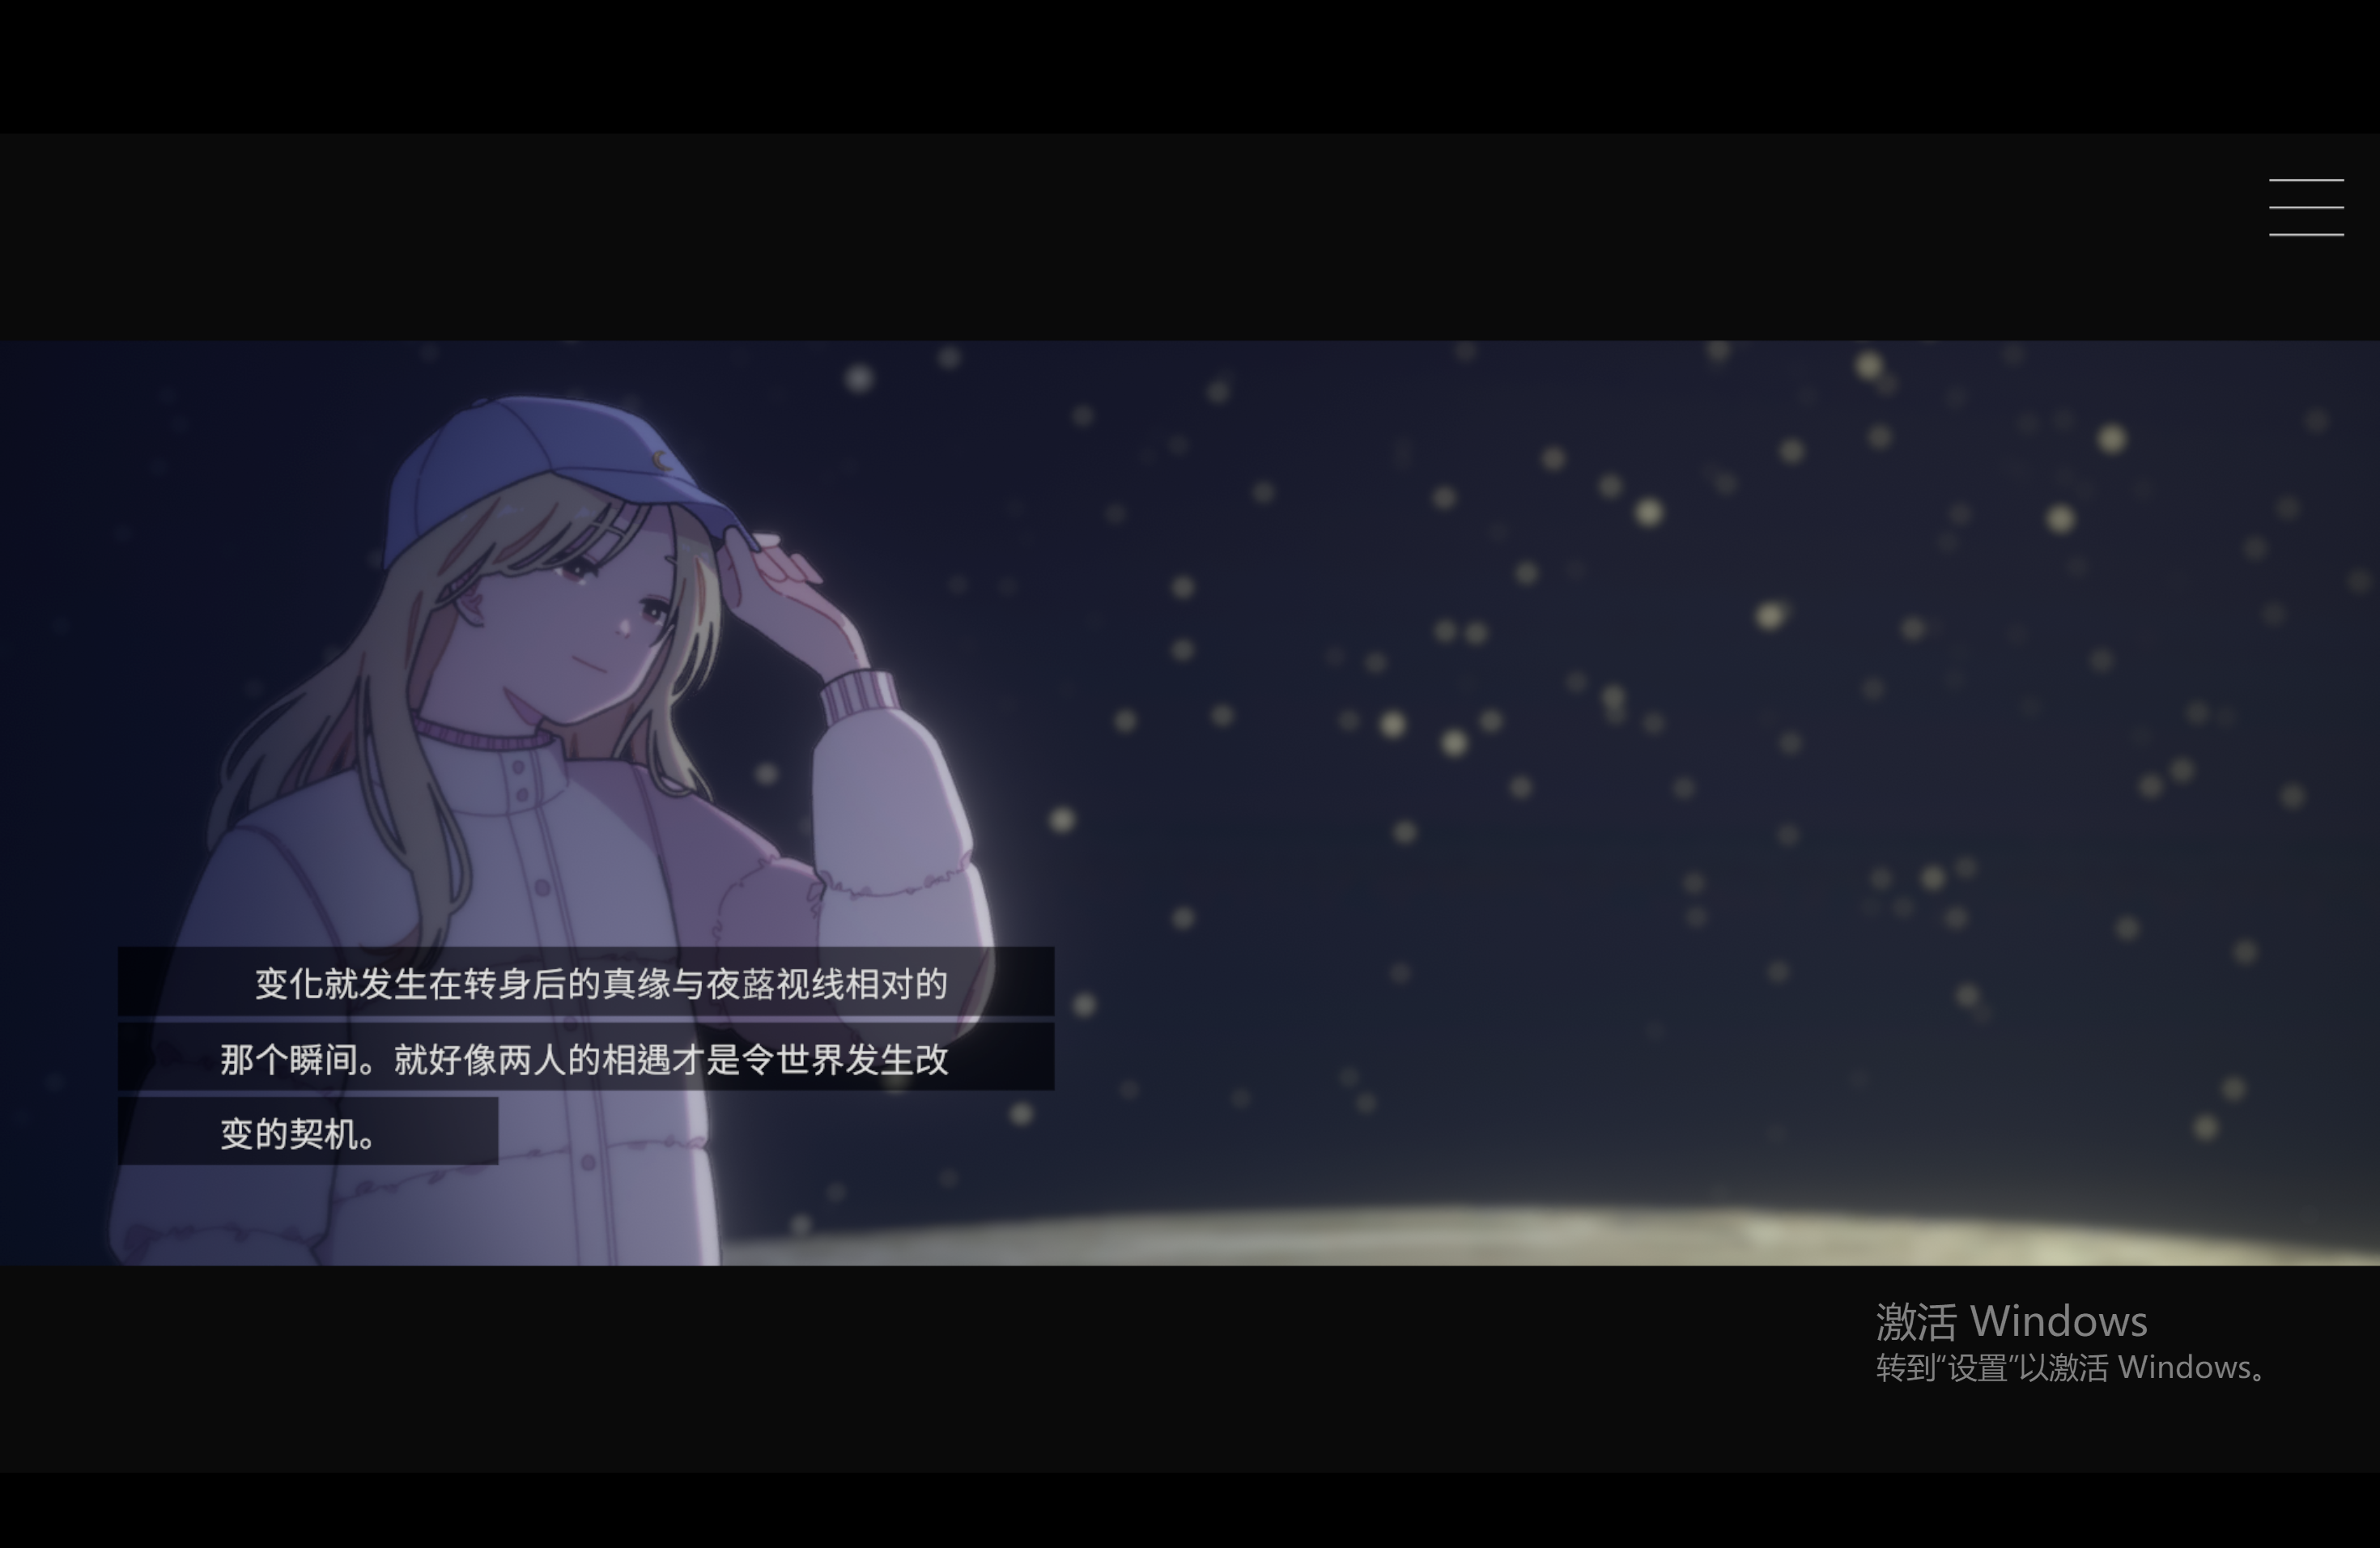 变化就发生在转身后的真缘与夜蕗视线相对的
那个瞬间。就好像两人的相遇才是令世界发生改
变的契机。
激活 Windows
转到“设置”以激活 Windows。